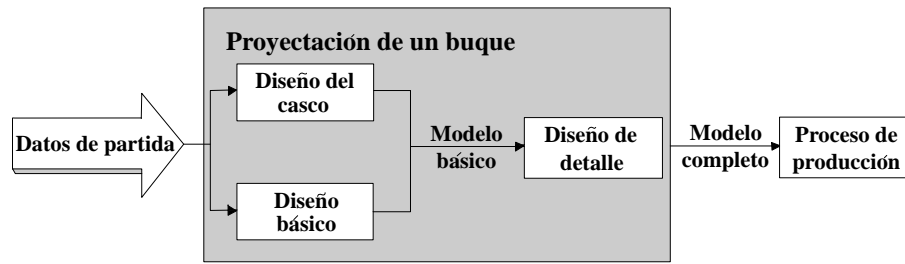 Proyectación de un buque
Datos de partida
Diseño del
casco
Diseño
básico
Modelo
básico
Diseño de
detalle
Modelo
completo
Proceso de
producción